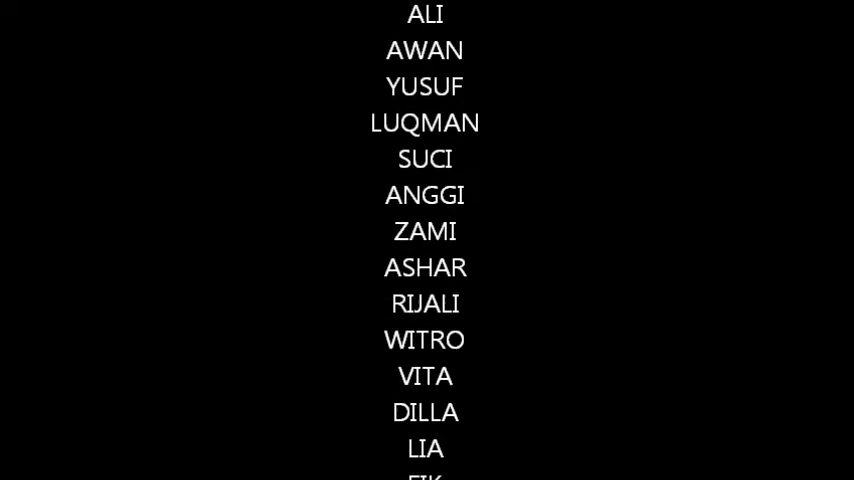 ALI
AWAN
YUSUF
LUQMAN
SUCI
ANGGI
ZAMI
ASHAR
RIJALI
WITRO
VITA
DILLA
LIA